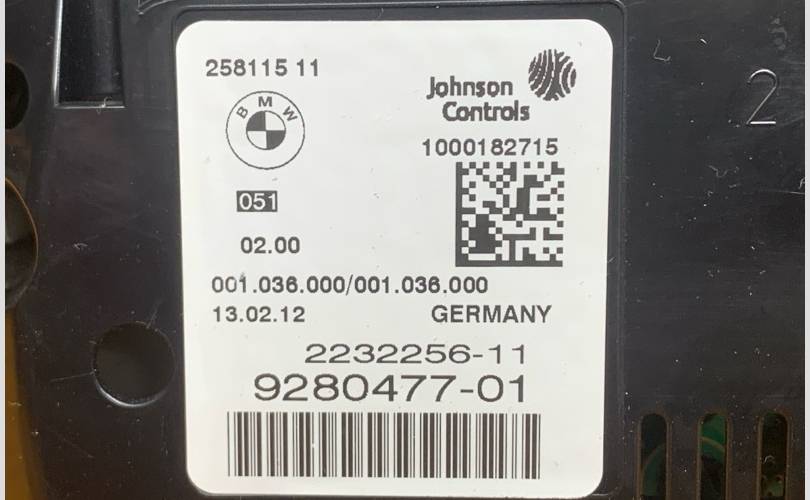 258115 11
Johnson
Controls
BMW
1000182715
051
02.00
001.036.000/001.036.000
13.02.12 GERMANY
2232256-11
9280477-01
2